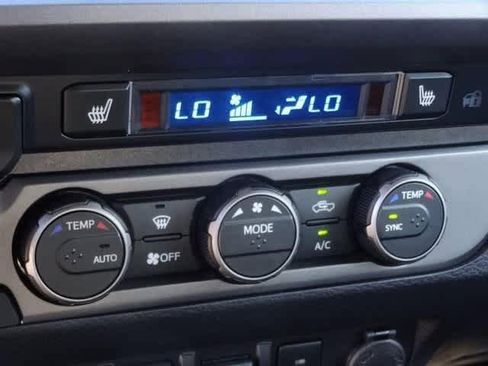 LO LO
TEMP
AUTO
OFF
MODE
A/C
TEMP
SYNC